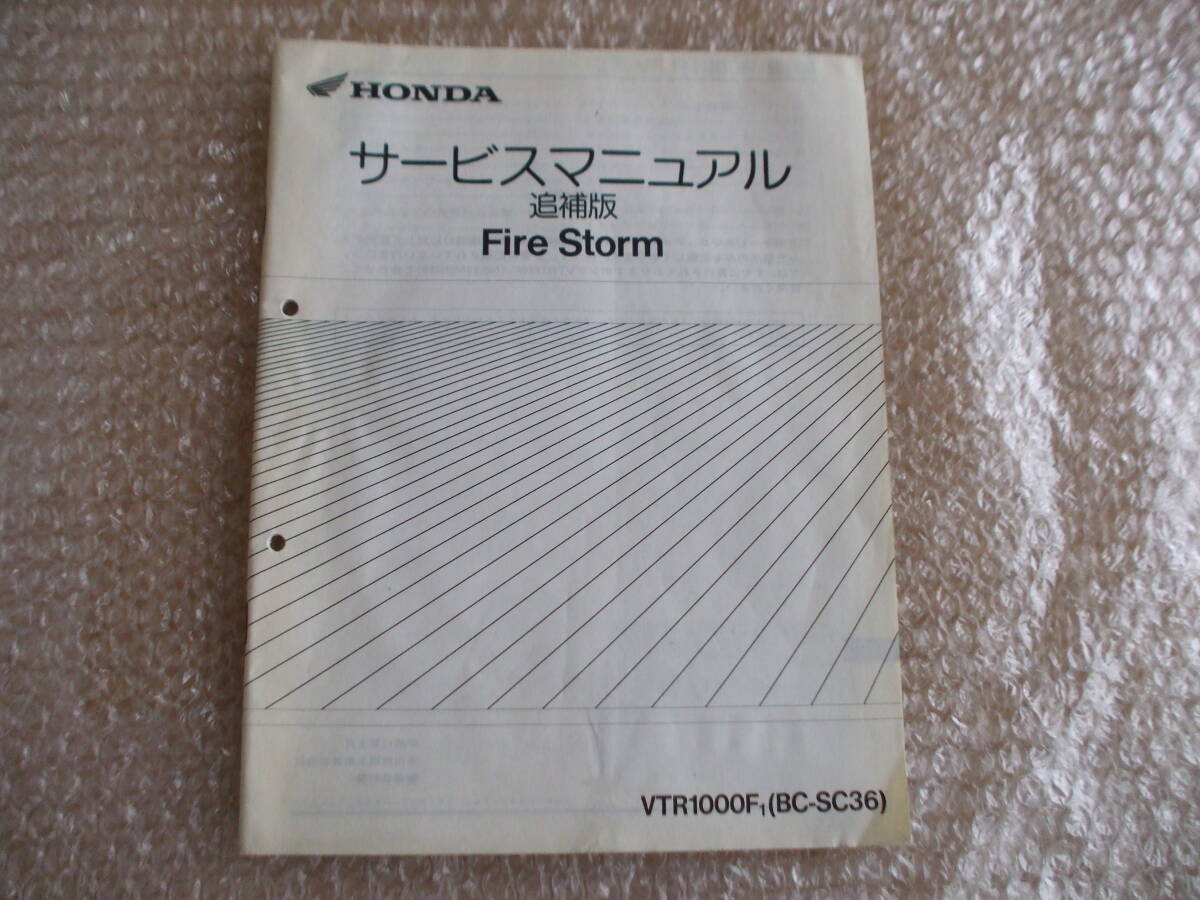 HONDA
サービスマニュアル
追補版
Fire Storm
VTR1000F₁(BC-SC36)